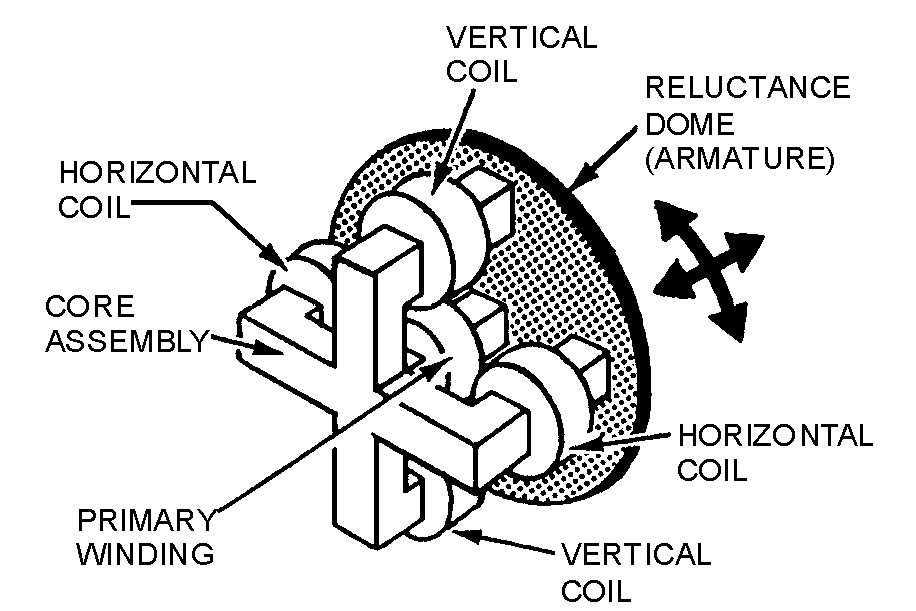 VERTICAL
COIL
RELUCTANCE
DOME
(ARMATURE)
HORIZONTAL
COIL
CORE
ASSEMBLY
HORIZONTAL
COIL
PRIMARY
WINDING
VERTICAL
COIL